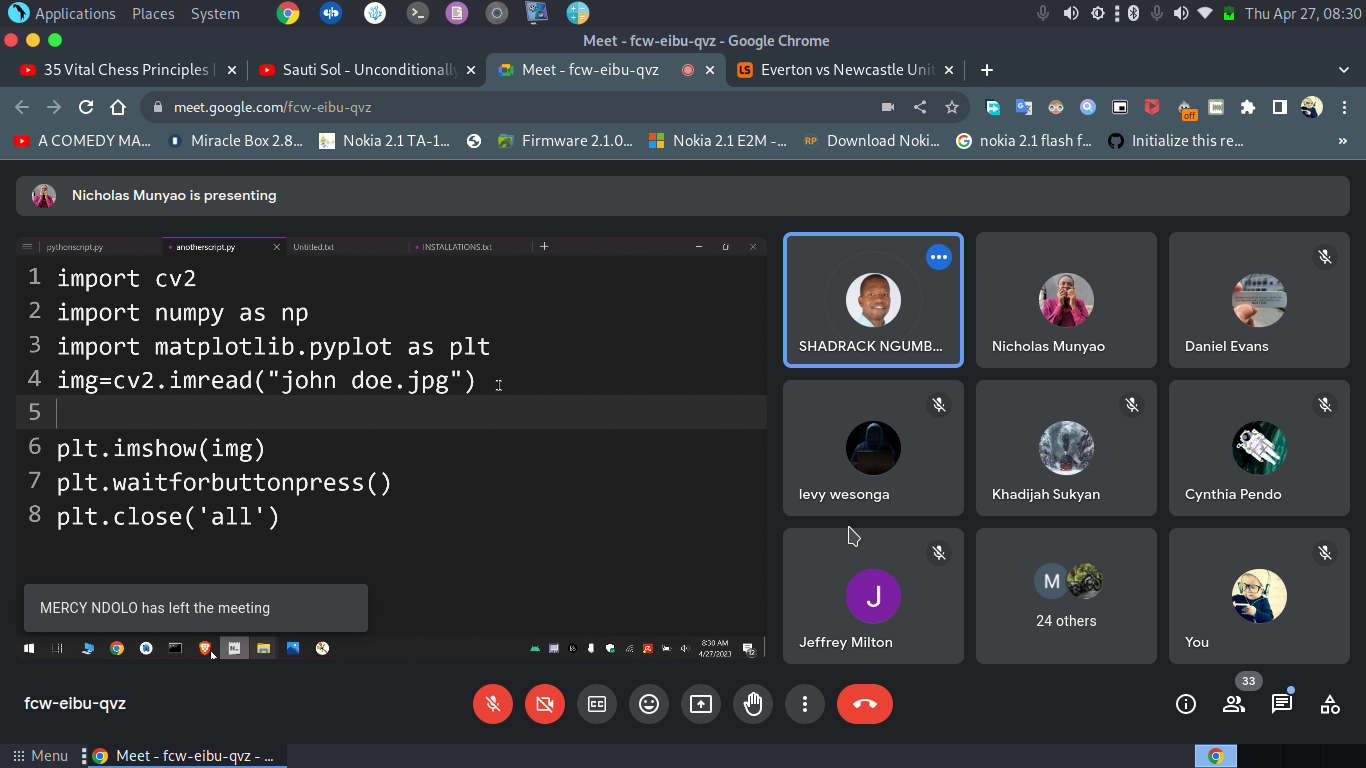 Applications Places System Thu Apr 27, 08:30
Meet - fcw-eibu-qvz - Google Chrome
35 Vital Chess Principles | Sauti Sol - Unconditionally Meet - fcw-eibu-qvz Everton vs Newcastle Unit
meet.google.com/fcw-eibu-qvz off
A COMEDY MA... Miracle Box 2.8... Nokia 2.1 TA-1... Firmware 2.1.0... Nokia 2.1 E2M -... RP Download Noki... nokia 2.1 flash f... Initialize this re... »
Nicholas Munyao is presenting
pythonscript.py anotherscript.py Untitled.txt INSTALLATIONS.txt
1 import cv2
2 import numpy as np
3 import matplotlib.pyplot as plt
4 img=cv2.imread("john doe.jpg")
5
6 plt.imshow(img)
7 plt.waitforbuttonpress()
8 plt.close('all')
MERCY NDOLO has left the meeting
8:30 AM
4/27/2023
SHADRACK NGUMB...
Nicholas Munyao
Daniel Evans
levy wesonga
Khadijah Sukyan
Cynthia Pendo
J
Jeffrey Milton
M
24 others
You
fcw-eibu-qvz
33
Menu Meet - fcw-eibu-qvz - ...